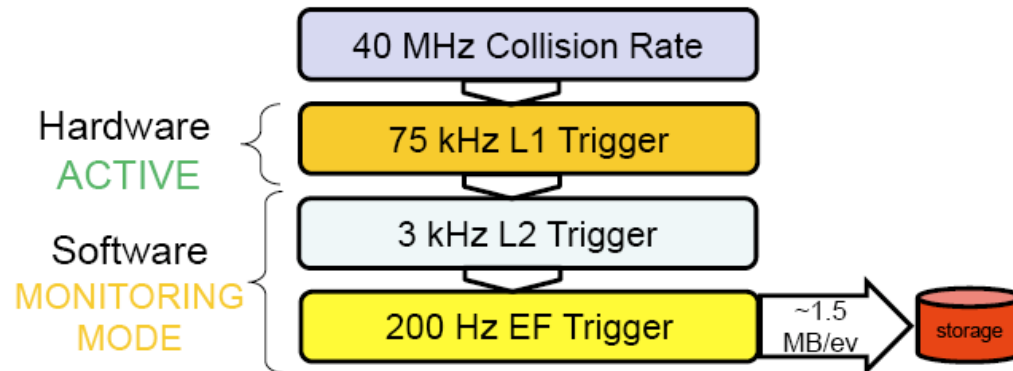 40 MHz Collision Rate
Hardware
ACTIVE
75 kHz L1 Trigger
3 kHz L2 Trigger
Software
MONITORING
MODE
200 Hz EF Trigger
~1.5
MB/ev
storage